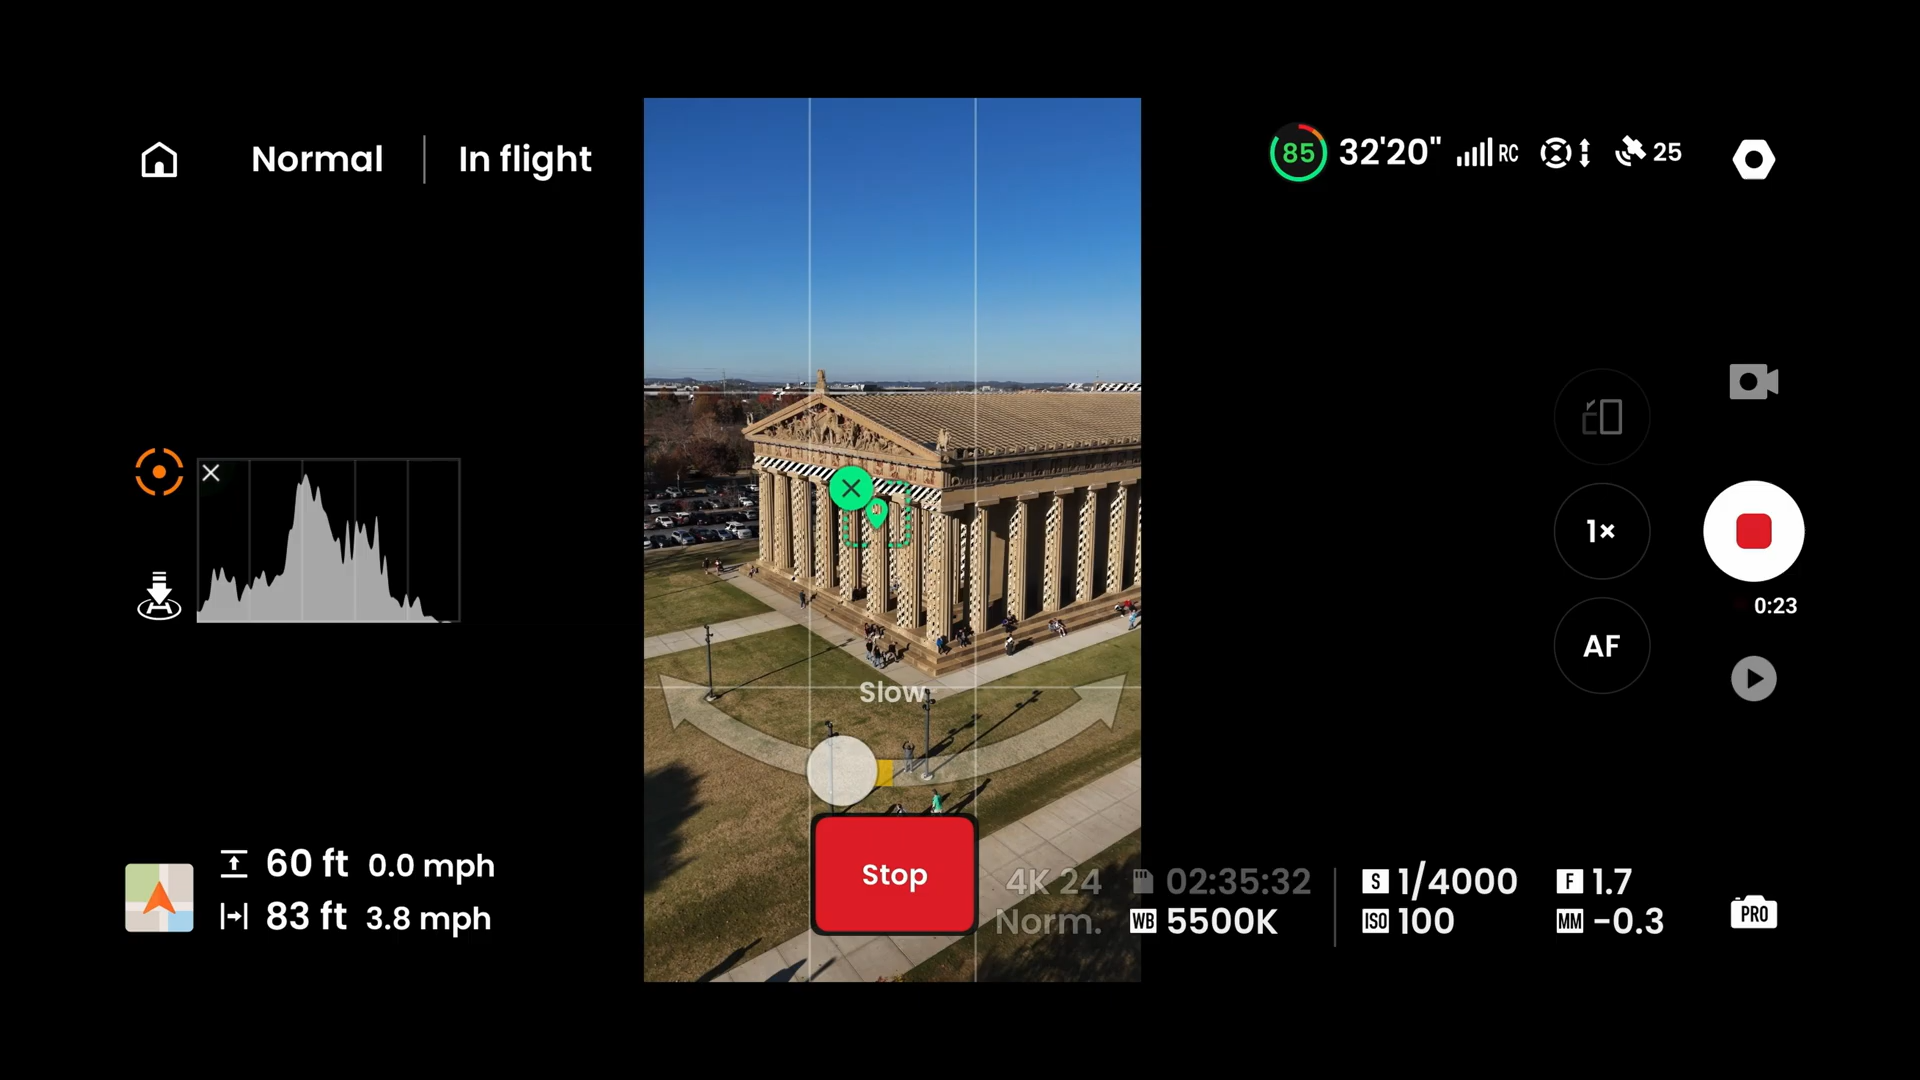 Normal
In flight
85
32'20"
RC
25
1×
0:23
AF
Slow
Stop
60 ft 0.0 mph
83 ft 3.8 mph
4K 24
Norm.
02:35:32
WB 5500K
S 1/4000
ISO 100
F 1.7
MM -0.3
PRO